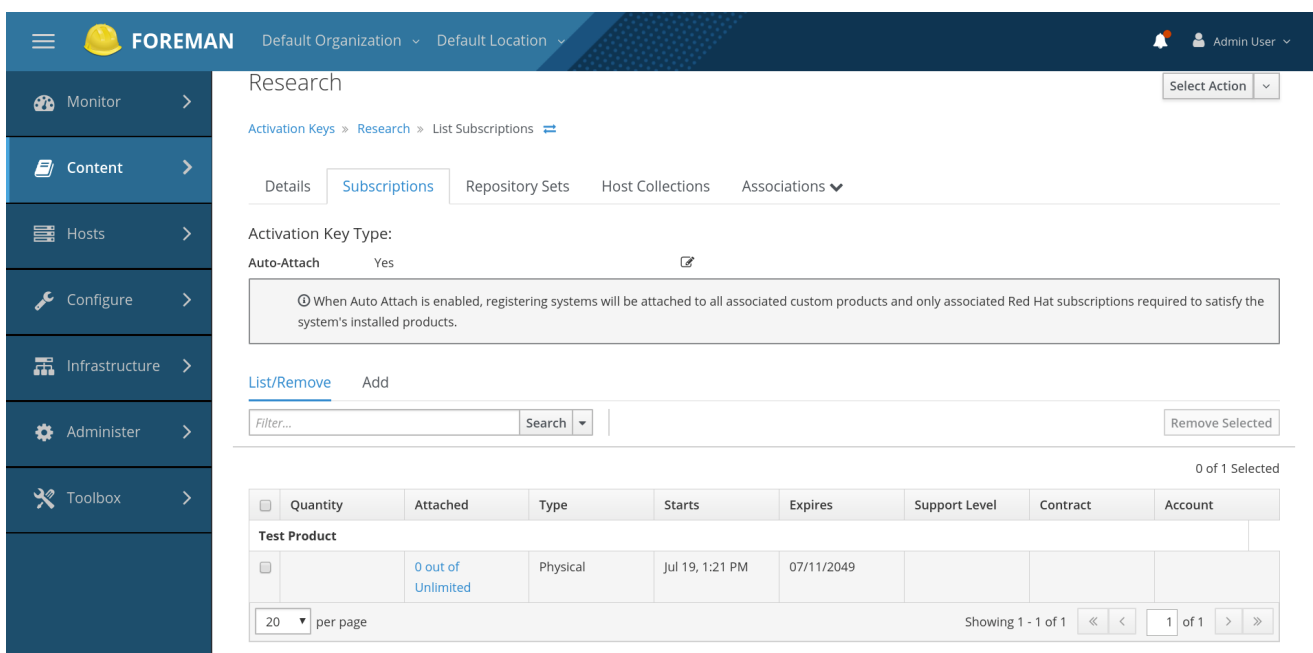 FOREMAN Default Organization Default Location Admin User
Monitor
Content
Hosts
Configure
Infrastructure
Administer
Toolbox
Research
Select Action
Activation Keys » Research » List Subscriptions
Details Subscriptions Repository Sets Host Collections Associations
Activation Key Type:
Auto-Attach Yes
When Auto Attach is enabled, registering systems will be attached to all associated custom products and only associated Red Hat subscriptions required to satisfy the
system's installed products.
List/Remove Add
Filter... Search Remove Selected
0 of 1 Selected
Quantity Attached Type Starts Expires Support Level Contract Account
Test Product
0 out of Physical Jul 19, 1:21 PM 07/11/2049
Unlimited
20 per page Showing 1 - 1 of 1 « < 1 of 1 > »